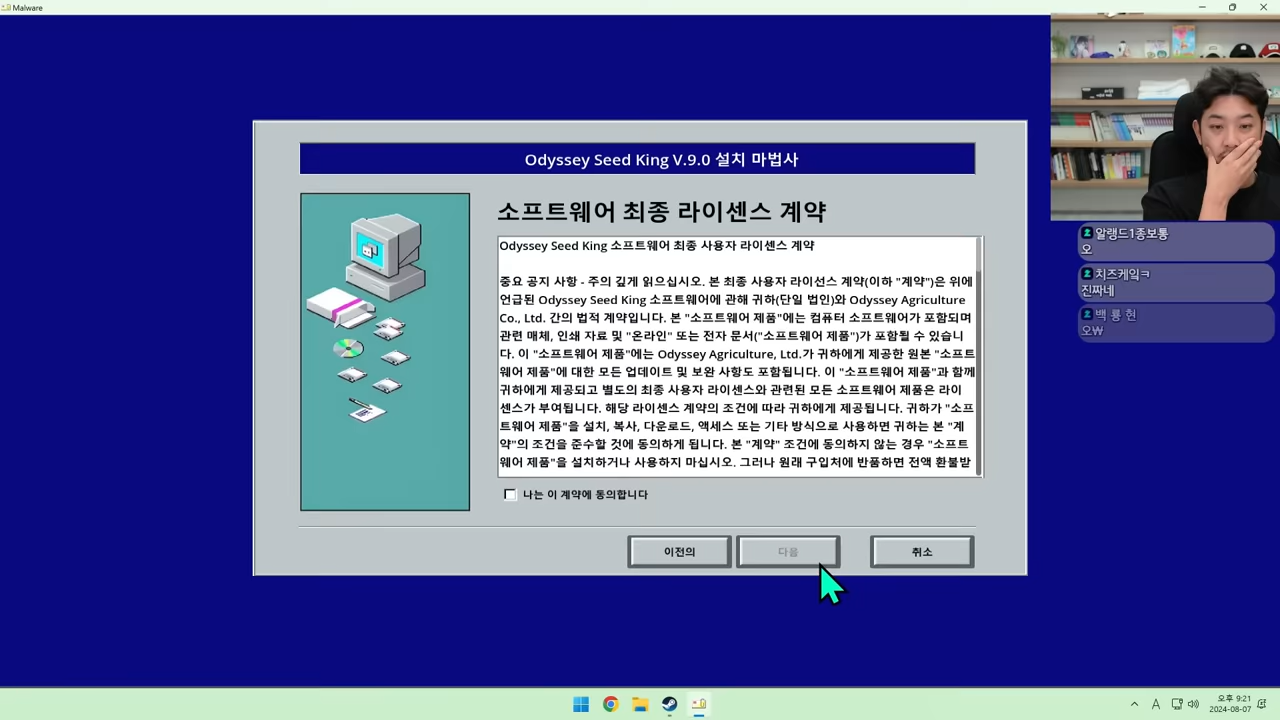 Malware
Odyssey Seed King V.9.0 설치 마법사
소프트웨어 최종 라이센스 계약
Odyssey Seed King 소프트웨어 최종 사용자 라이센스 계약
중요 공지 사항 - 주의 깊게 읽으십시오. 본 최종 사용자 라이선스 계약(이하 "계약")은 위에
언급된 Odyssey Seed King 소프트웨어에 관해 귀하(단일 법인)와 Odyssey Agriculture
Co., Ltd. 간의 법적 계약입니다. 본 "소프트웨어 제품"에는 컴퓨터 소프트웨어가 포함되며
관련 매체, 인쇄 자료 및 "온라인" 또는 전자 문서("소프트웨어 제품")가 포함될 수 있습니
다. 이 "소프트웨어 제품"에는 Odyssey Agriculture, Ltd.가 귀하에게 제공한 원본 "소프트
웨어 제품"에 대한 모든 업데이트 및 보완 사항도 포함됩니다. 이 "소프트웨어 제품"과 함께
귀하에게 제공되고 별도의 최종 사용자 라이센스와 관련된 모든 소프트웨어 제품은 라이
센스가 부여됩니다. 해당 라이센스 계약의 조건에 따라 귀하에게 제공됩니다. 귀하가 "소프
트웨어 제품"을 설치, 복사, 다운로드, 액세스 또는 기타 방식으로 사용하면 귀하는 본 "계
약"의 조건을 준수할 것에 동의하게 됩니다. 본 "계약" 조건에 동의하지 않는 경우 "소프트
웨어 제품"을 설치하거나 사용하지 마십시오. 그러나 원래 구입처에 반품하면 전액 환불받
나는 이 계약에 동의합니다
이전의
다음
취소
알랭드1종보통
오
치즈케잌ㅋ
진짜네
백 룡 현
오₩
A
오후 9:21
2024-08-07